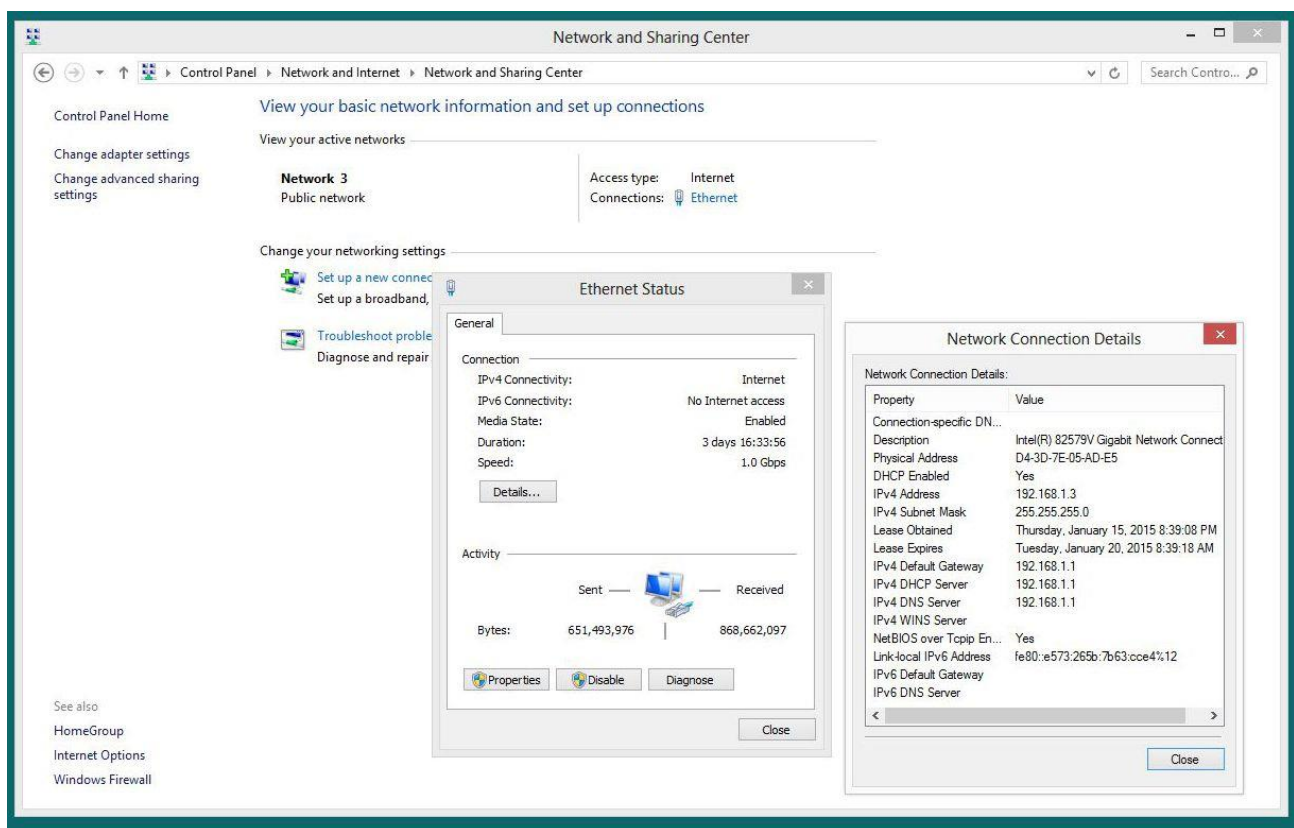 Network and Sharing Center
Control Panel Network and Internet Network and Sharing Center
Search Contro...
Control Panel Home
Change adapter settings
Change advanced sharing
settings
View your basic network information and set up connections
View your active networks
Network 3
Public network
Access type: Internet
Connections: Ethernet
Change your networking settings
Set up a new connec
Set up a broadband,
Troubleshoot proble
Diagnose and repair
See also
HomeGroup
Internet Options
Windows Firewall
Ethernet Status
General
Connection
IPv4 Connectivity: Internet
IPv6 Connectivity: No Internet access
Media State: Enabled
Duration: 3 days 16:33:56
Speed: 1.0 Gbps
Details...
Activity
Sent Received
Bytes: 651,493,976 868,662,097
Properties Disable Diagnose
Close
Network Connection Details
Network Connection Details:
Property Value
Connection-specific DN...
Description Intel(R) 82579V Gigabit Network Connect
Physical Address D4-3D-7E-05-AD-E5
DHCP Enabled Yes
IPv4 Address 192.168.1.3
IPv4 Subnet Mask 255.255.255.0
Lease Obtained Thursday, January 15, 2015 8:39:08 PM
Lease Expires Tuesday, January 20, 2015 8:39:18 AM
IPv4 Default Gateway 192.168.1.1
IPv4 DHCP Server 192.168.1.1
IPv4 DNS Server 192.168.1.1
IPv4 WINS Server
NetBIOS over Tcpip En... Yes
Link-local IPv6 Address fe80::e573:265b:7b63:cce4%12
IPv6 Default Gateway
IPv6 DNS Server
Close